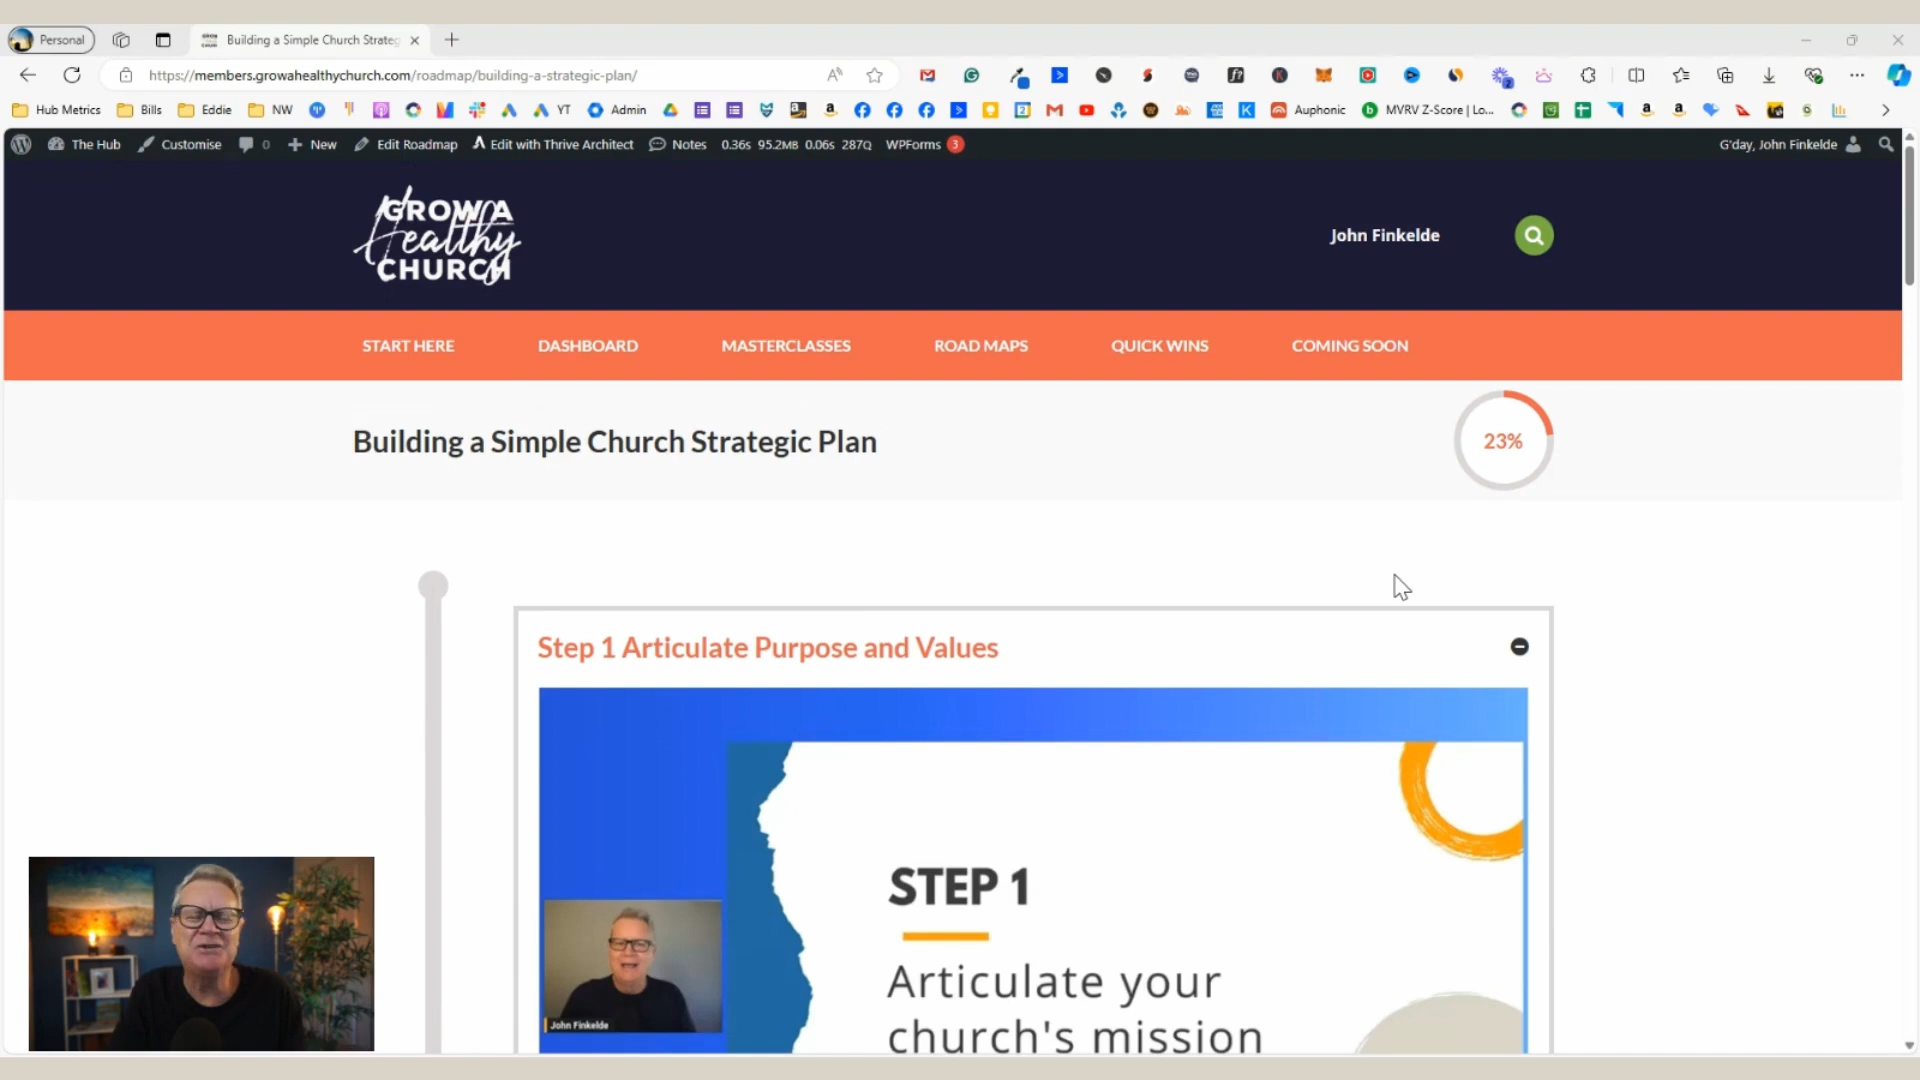 Personal
Building a Simple Church Strateg
https://members.growahealthychurch.com/roadmap/building-a-strategic-plan/
Hub Metrics Bills Eddie NW YT Admin Auphonic MVRV Z-Score | Lo...
The Hub Customise 0 New Edit Roadmap Edit with Thrive Architect Notes 0.36s 95.2MB 0.06s 287Q WPForms 3 G'day, John Finkelde
GROW A
Healthy
CHURCH
John Finkelde
START HERE DASHBOARD MASTERCLASSES ROAD MAPS QUICK WINS COMING SOON
Building a Simple Church Strategic Plan
23%
Step 1 Articulate Purpose and Values
STEP 1
Articulate your
church's mission
John Finkelde